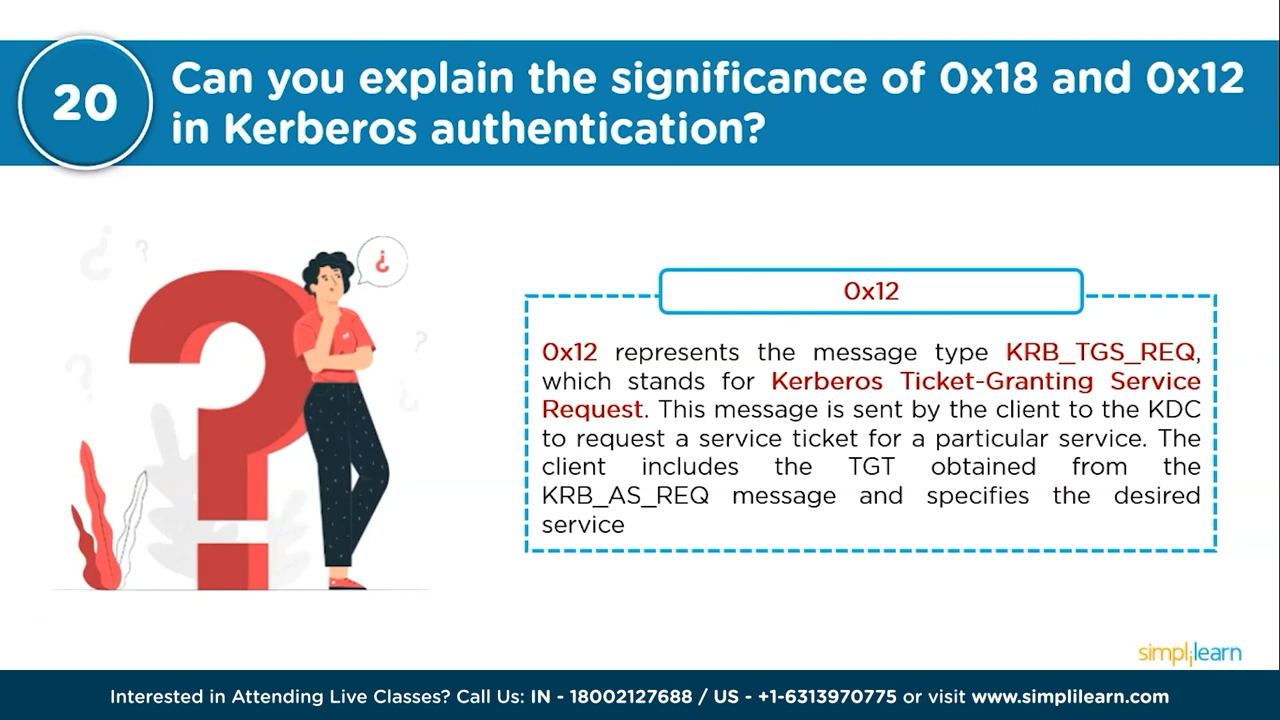 20
Can you explain the significance of 0x18 and 0x12
in Kerberos authentication?
¿
?
¿
?
?
¿
0x12
0x12 represents the message type KRB_TGS_REQ,
which stands for Kerberos Ticket-Granting Service
Request. This message is sent by the client to the KDC
to request a service ticket for a particular service. The
client includes the TGT obtained from the
KRB_AS_REQ message and specifies the desired
service
simplilearn
Interested in Attending Live Classes? Call Us: IN - 18002127688 / US - +1-6313970775 or visit www.simplilearn.com